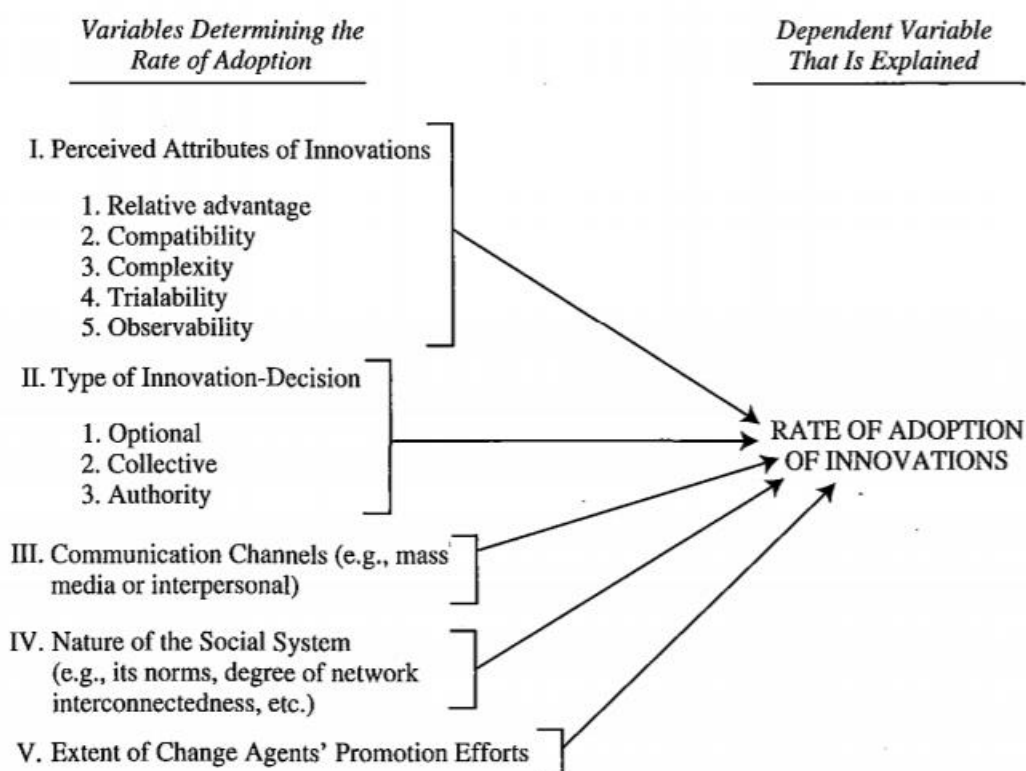 Variables Determining the
Rate of Adoption
Dependent Variable
That Is Explained
I. Perceived Attributes of Innovations
1. Relative advantage
2. Compatibility
3. Complexity
4. Trialability
5. Observability
II. Type of Innovation-Decision
1. Optional
2. Collective
3. Authority
III. Communication Channels (e.g., mass
media or interpersonal)
IV. Nature of the Social System
(e.g., its norms, degree of network
interconnectedness, etc.)
V. Extent of Change Agents' Promotion Efforts
RATE OF ADOPTION
OF INNOVATIONS